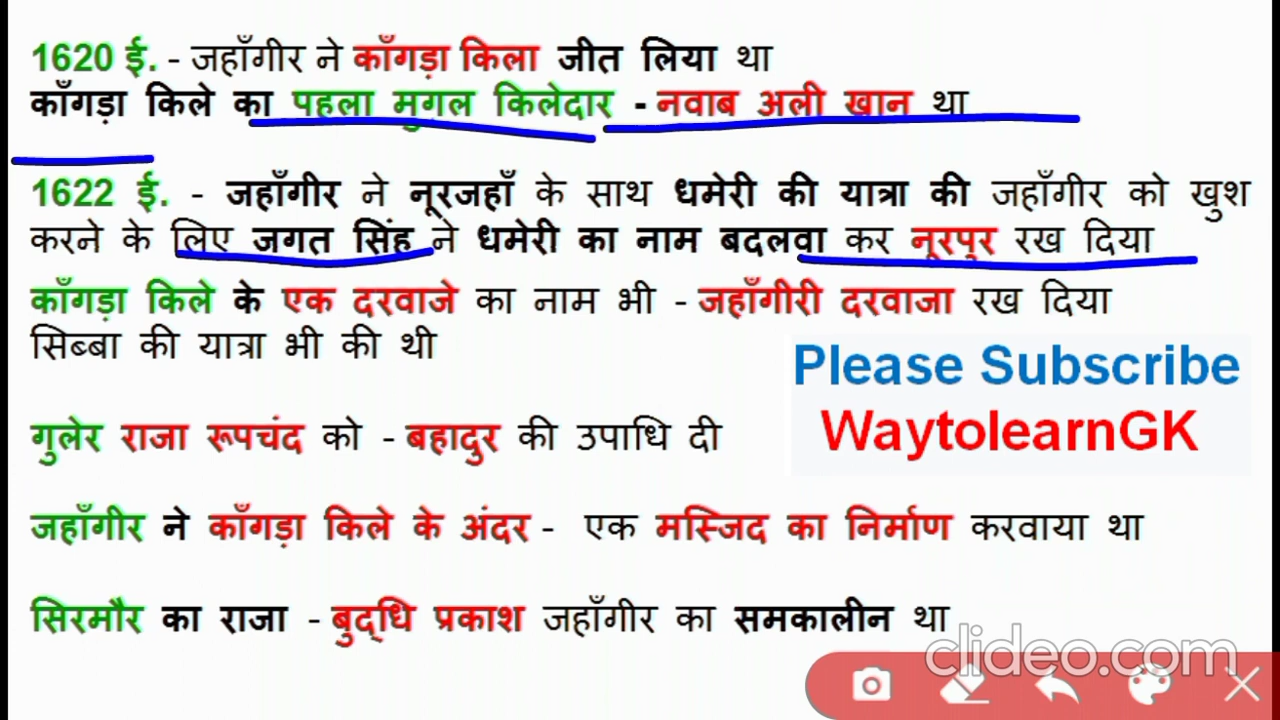 1620 ई. - जहाँगीर ने काँगड़ा किला जीत लिया था
काँगड़ा किले का पहला मुगल किलेदार - नवाब अली खान था
1622 ई. - जहाँगीर ने नूरजहाँ के साथ धमेरी की यात्रा की जहाँगीर को खुश
करने के लिए जगत सिंह ने धमेरी का नाम बदलवा कर नूरपुर रख दिया
काँगड़ा किले के एक दरवाजे का नाम भी - जहाँगीरी दरवाजा रख दिया
सिब्बा की यात्रा भी की थी
Please Subscribe
WaytolearnGK
गुलेर राजा रूपचंद को - बहादुर की उपाधि दी
जहाँगीर ने काँगड़ा किले के अंदर - एक मस्जिद का निर्माण करवाया था
सिरमौर का राजा - बुद्धि प्रकाश जहाँगीर का समकालीन था
clideo.com